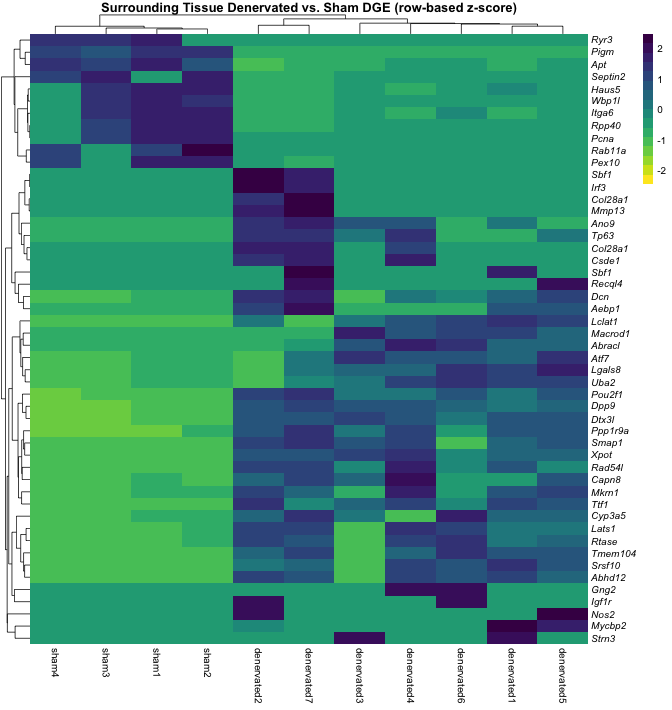 Surrounding Tissue Denervated vs. Sham DGE (row-based z-score)
Ryr3
Pigm
Apt
Septin2
Haus5
Wbp1l
Itga6
Rpp40
Pcna
Rab11a
Pex10
Sbf1
Irf3
Col28a1
Mmp13
Ano9
Tp63
Col28a1
Csde1
Sbf1
Recql4
Dcn
Aebp1
Lclat1
Macrod1
Abracl
Atf7
Lgals8
Uba2
Pou2f1
Dpp9
Dtx3l
Ppp1r9a
Smap1
Xpot
Rad54l
Capn8
Mkrn1
Ttf1
Cyp3a5
Lats1
Rtase
Tmem104
Srsf10
Abhd12
Gng2
Igf1r
Nos2
Mycbp2
Strn3
2
1
0
-1
-2
sham4
sham3
sham1
sham2
denervated2
denervated7
denervated3
denervated4
denervated6
denervated1
denervated5